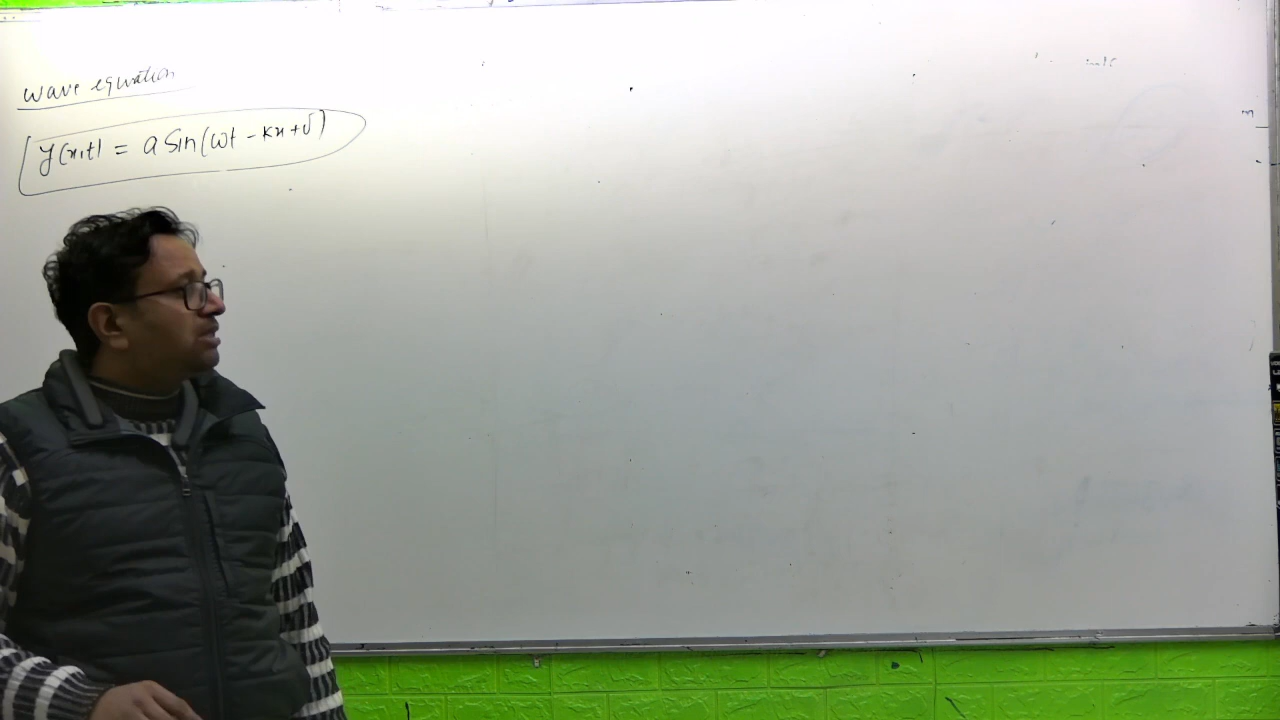 wave equation
y(x,t) = a sin(ωt - kx + δ)